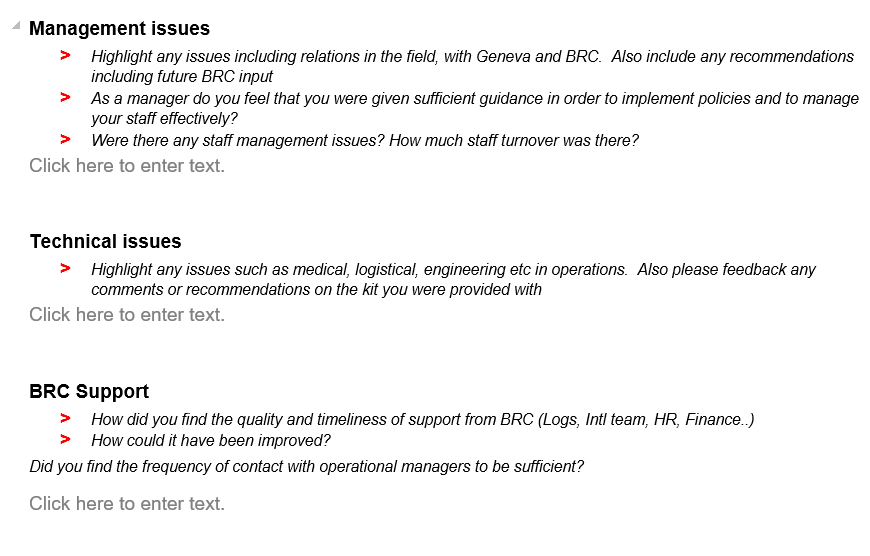 Management issues
> Highlight any issues including relations in the field, with Geneva and BRC.  Also include any recommendations
including future BRC input
> As a manager do you feel that you were given sufficient guidance in order to implement policies and to manage
your staff effectively?
> Were there any staff management issues? How much staff turnover was there?
Click here to enter text.
Technical issues
> Highlight any issues such as medical, logistical, engineering etc in operations.  Also please feedback any
comments or recommendations on the kit you were provided with
Click here to enter text.
BRC Support
> How did you find the quality and timeliness of support from BRC (Logs, Intl team, HR, Finance..)
> How could it have been improved?
Did you find the frequency of contact with operational managers to be sufficient?
Click here to enter text.